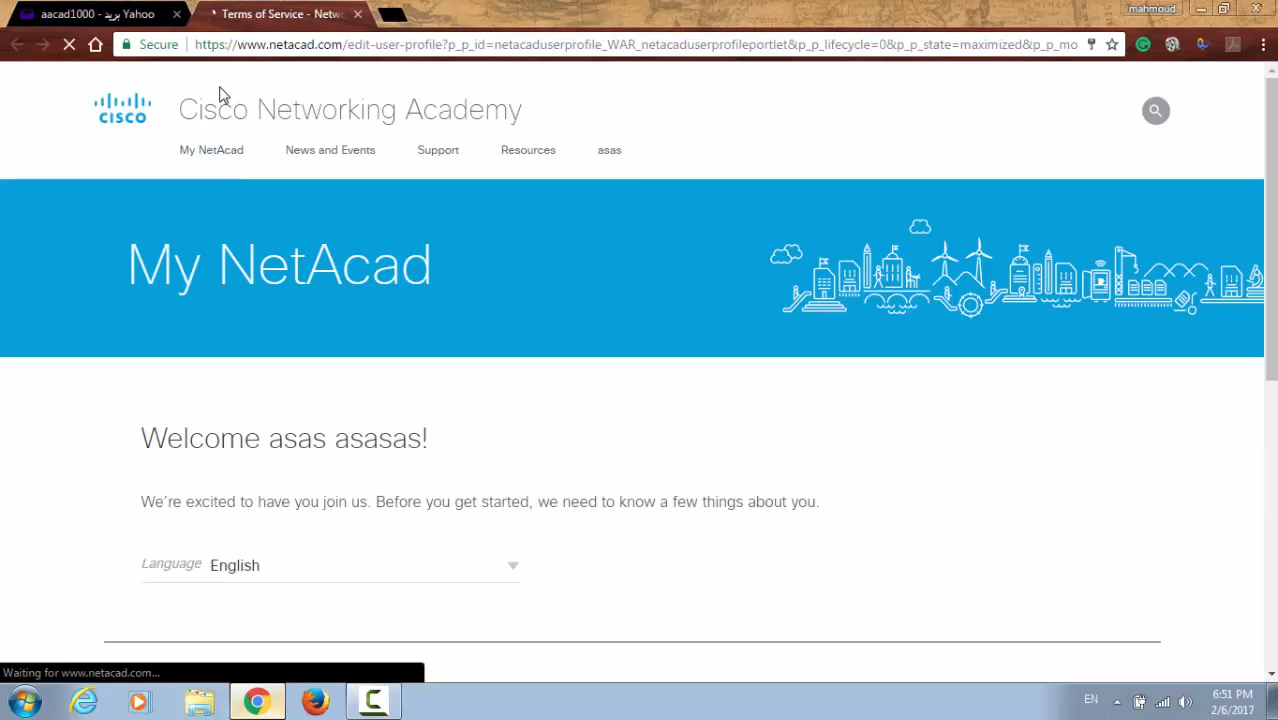 aacad1000 - بريد Yahoo
Terms of Service - Netwo
mahmoud
Secure https://www.netacad.com/edit-user-profile?p_p_id=netacaduserprofile_WAR_netacaduserprofileportlet&p_p_lifecycle=0&p_p_state=maximized&p_p_mo
cisco
Cisco Networking Academy
My NetAcad News and Events Support Resources asas
My NetAcad
Welcome asas asasas!
We're excited to have you join us. Before you get started, we need to know a few things about you.
Language English
Waiting for www.netacad.com...
EN
6:51 PM
2/6/2017